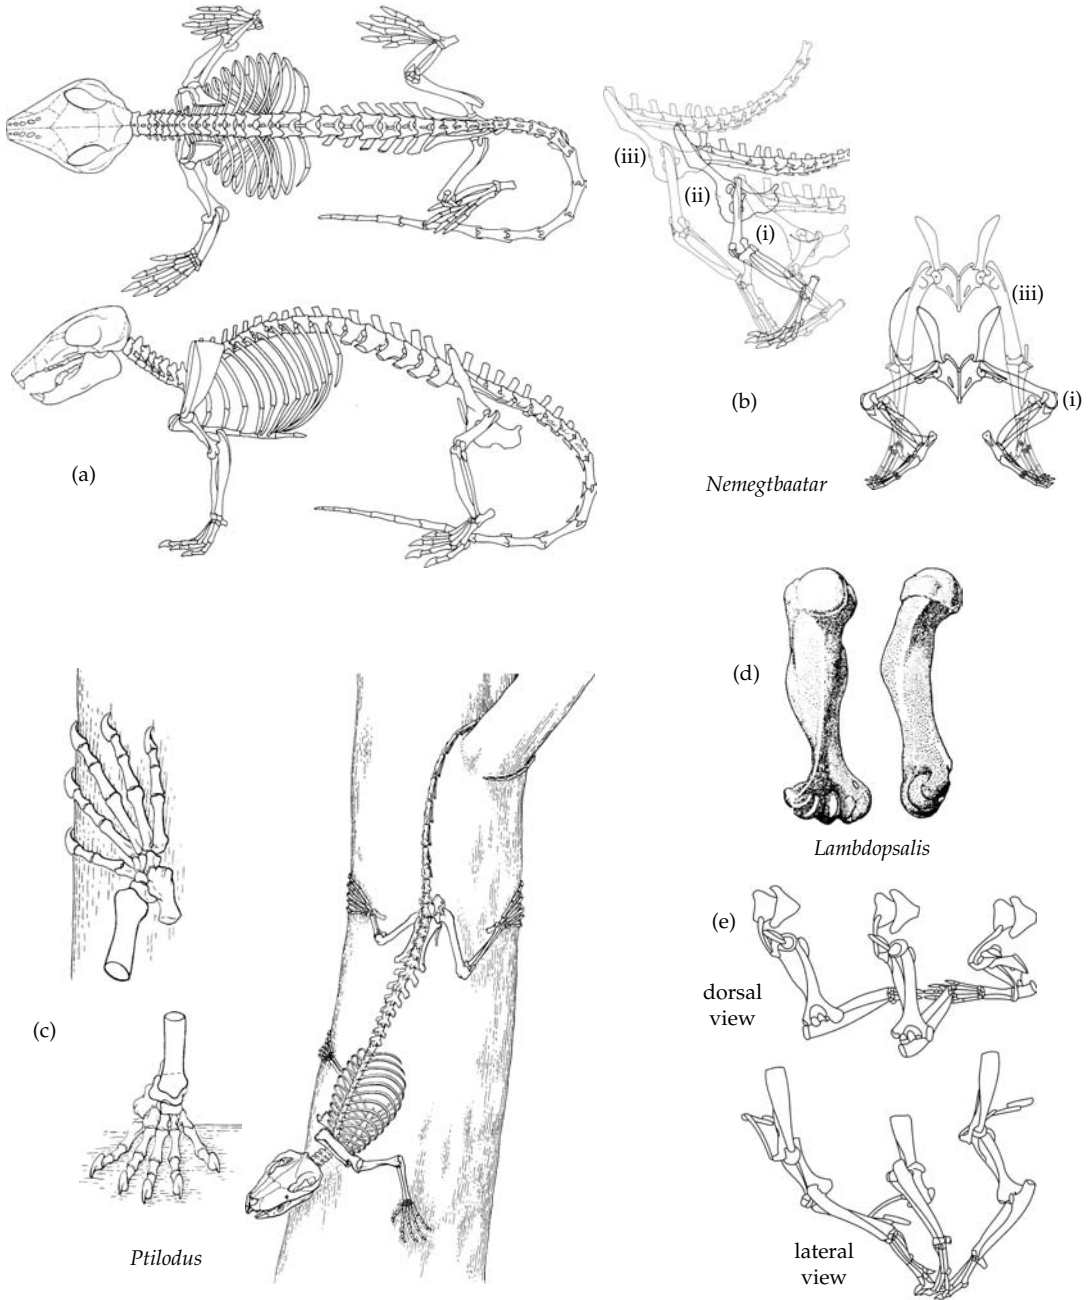 (a)
(iii)
(ii)
(i)
(iii)
(i)
(b)
Nemegtbaatar
(c)
Ptilodus
(d)
Lambdopsalis
(e)
dorsal
view
lateral
view